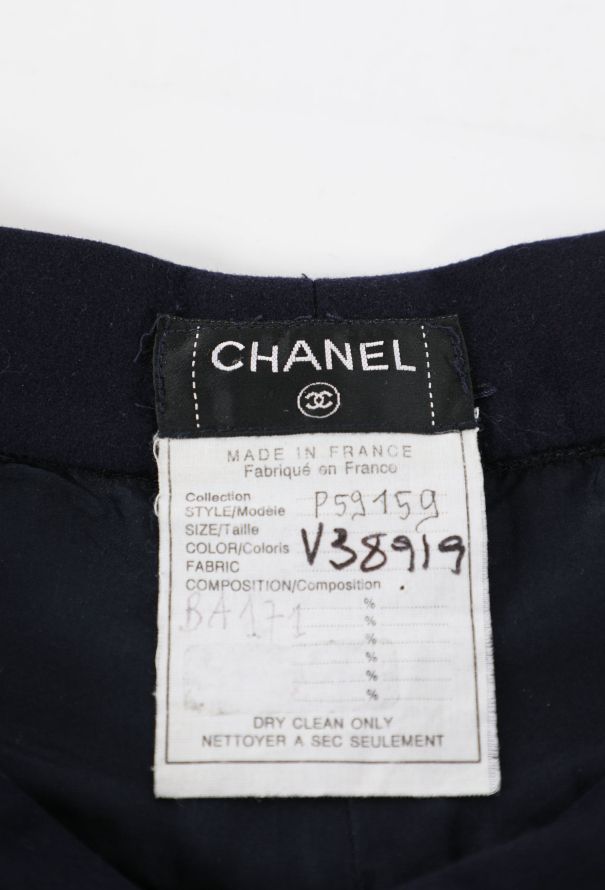 CHANEL
MADE IN FRANCE
Fabriqué en France
Collection
STYLE/Modèle P59159
SIZE/Taille
COLOR/Coloris V38919
FABRIC
COMPOSITION/Composition
%
BA171 %
%
%
%
%
DRY CLEAN ONLY
NETTOYER A SEC SEULEMENT